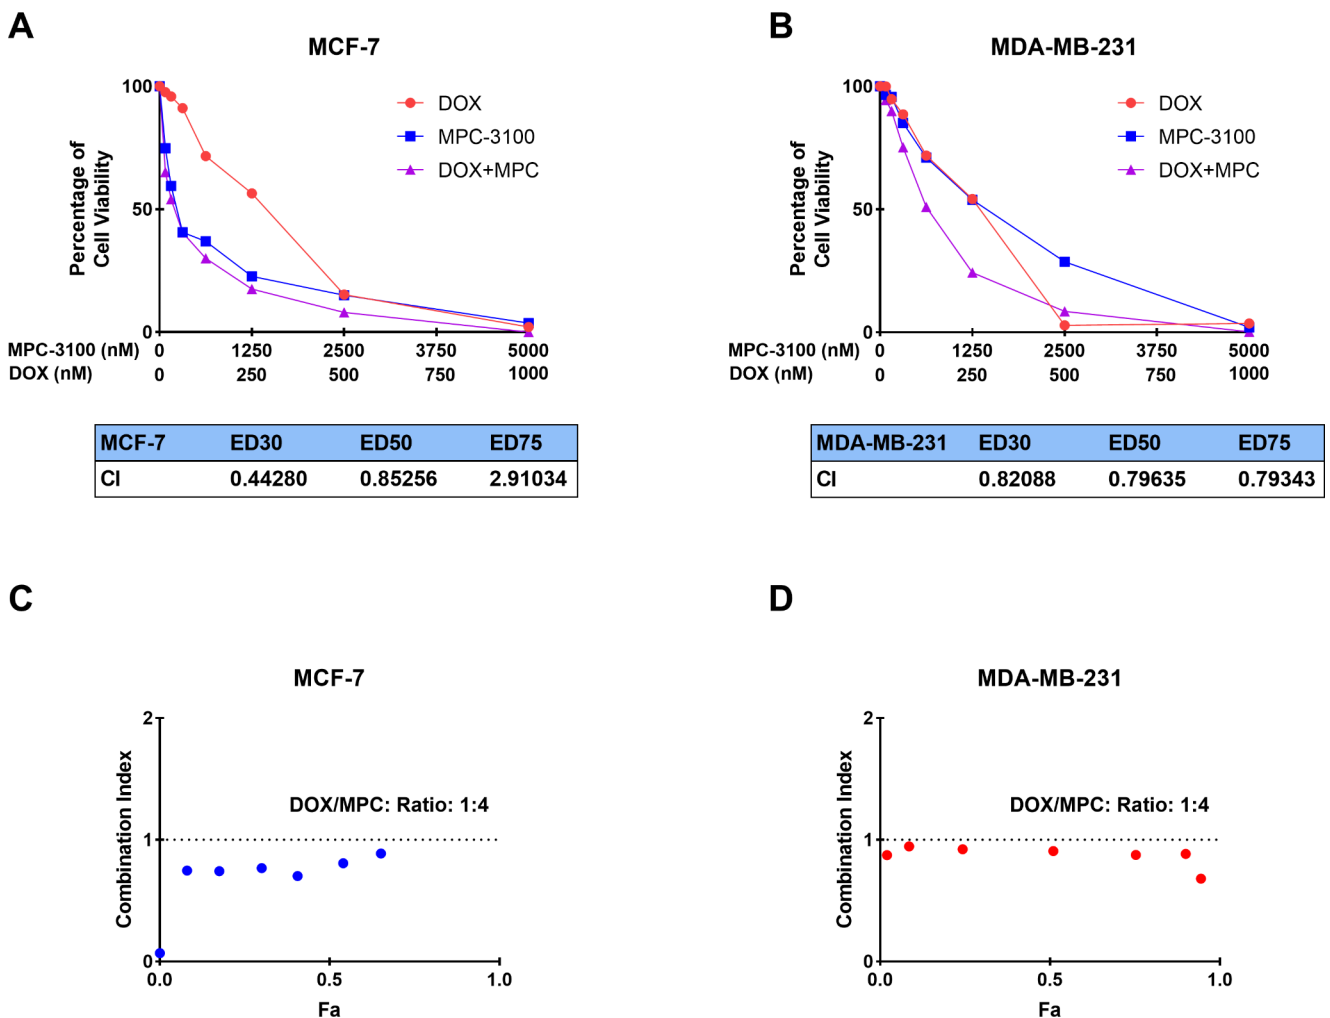 A
MCF-7
100
50
0
Percentage of
Cell Viability
DOX
MPC-3100
DOX+MPC
MPC-3100 (nM) 0 1250 2500 3750 5000
DOX (nM) 0 250 500 750 1000
MCF-7 ED30 ED50 ED75
CI 0.44280 0.85256 2.91034
B
MDA-MB-231
100
50
0
Percentage of
Cell Viability
DOX
MPC-3100
DOX+MPC
MPC-3100 (nM) 0 1250 2500 3750 5000
DOX (nM) 0 250 500 750 1000
MDA-MB-231 ED30 ED50 ED75
CI 0.82088 0.79635 0.79343
C
MCF-7
2
1
0
Combination Index
DOX/MPC: Ratio: 1:4
0.0 0.5 1.0
Fa
D
MDA-MB-231
2
1
0
Combination Index
DOX/MPC: Ratio: 1:4
0.0 0.5 1.0
Fa